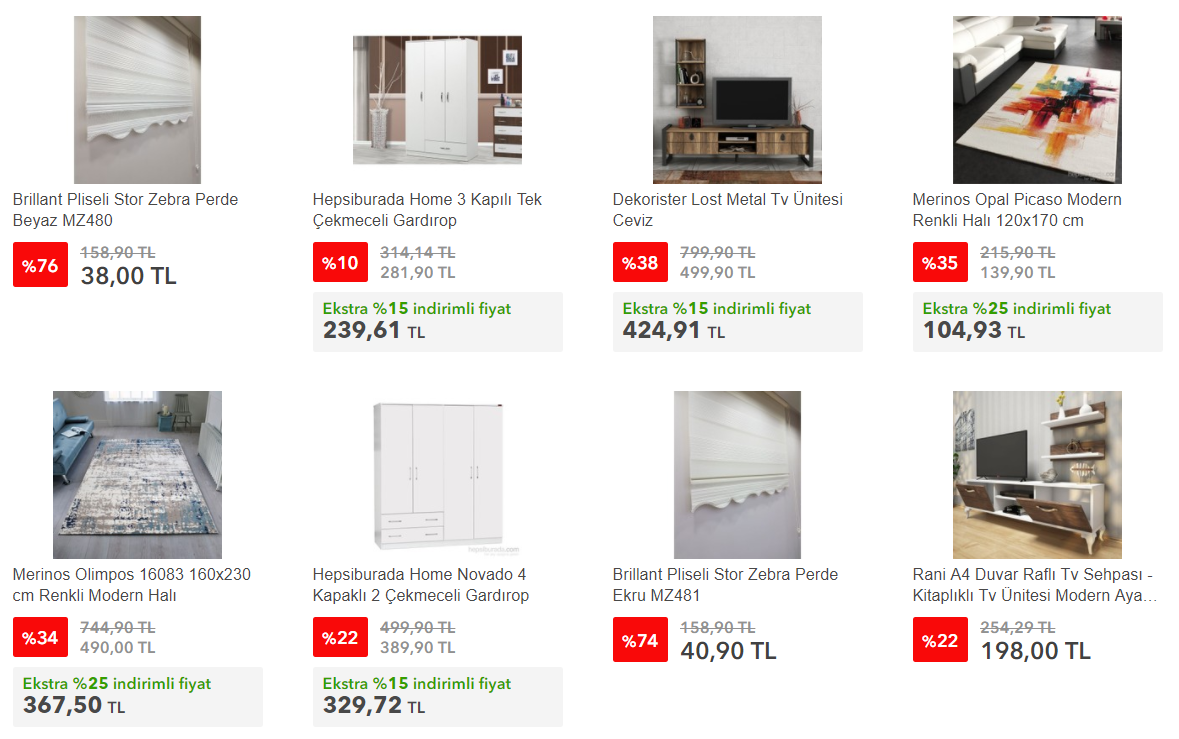 Brillant Pliseli Stor Zebra Perde
Beyaz MZ480
%76
158,90 TL
38,00 TL
Hepsiburada Home 3 Kapılı Tek
Çekmeceli Gardırop
%10
314,14 TL
281,90 TL
Ekstra %15 indirimli fiyat
239,61 TL
Dekorister Lost Metal Tv Ünitesi
Ceviz
%38
799,90 TL
499,90 TL
Ekstra %15 indirimli fiyat
424,91 TL
Merinos Opal Picaso Modern
Renkli Halı 120x170 cm
%35
215,90 TL
139,90 TL
Ekstra %25 indirimli fiyat
104,93 TL
Merinos Olimpos 16083 160x230
cm Renkli Modern Halı
%34
744,90 TL
490,00 TL
Ekstra %25 indirimli fiyat
367,50 TL
hepsiburada.com
Hepsiburada Home Novado 4
Kapaklı 2 Çekmeceli Gardırop
%22
499,90 TL
389,90 TL
Ekstra %15 indirimli fiyat
329,72 TL
Brillant Pliseli Stor Zebra Perde
Ekru MZ481
%74
158,90 TL
40,90 TL
Rani A4 Duvar Raflı Tv Sehpası -
Kitaplıklı Tv Ünitesi Modern Aya…
%22
254,29 TL
198,00 TL